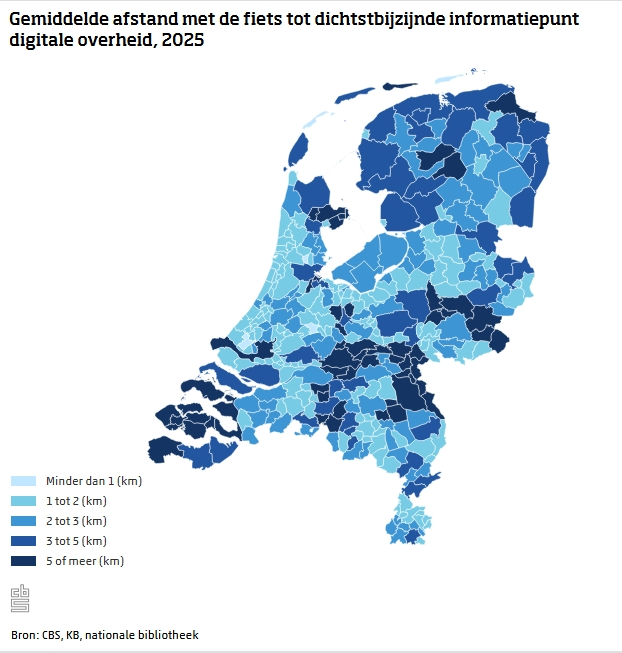 Gemiddelde afstand met de fiets tot dichtstbijzijnde informatiepunt
digitale overheid, 2025
Minder dan 1 (km)
1 tot 2 (km)
2 tot 3 (km)
3 tot 5 (km)
5 of meer (km)
cbs
Bron: CBS, KB, nationale bibliotheek